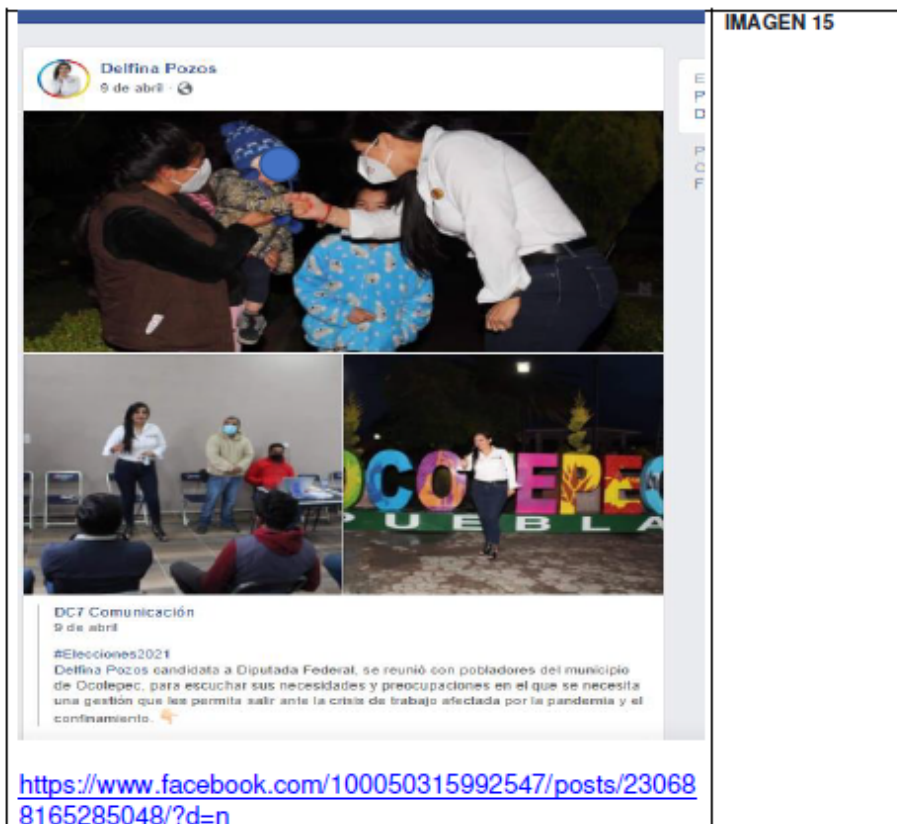 IMAGEN 15
Delfina Pozos
9 de abril
E
P
D
P
C
F
OCOTEPEC
PUEBLA
DC7 Comunicación
9 de abril
#Elecciones2021
Delfina Pozos candidata a Diputada Federal, se reunió con pobladores del municipio
de Ocotepec, para escuchar sus necesidades y preocupaciones en el que se necesita
una gestión que les permita salir ante la crisis de trabajo afectada por la pandemia y el
confinamiento.
https://www.facebook.com/100050315992547/posts/23068
8165285048/?d=n